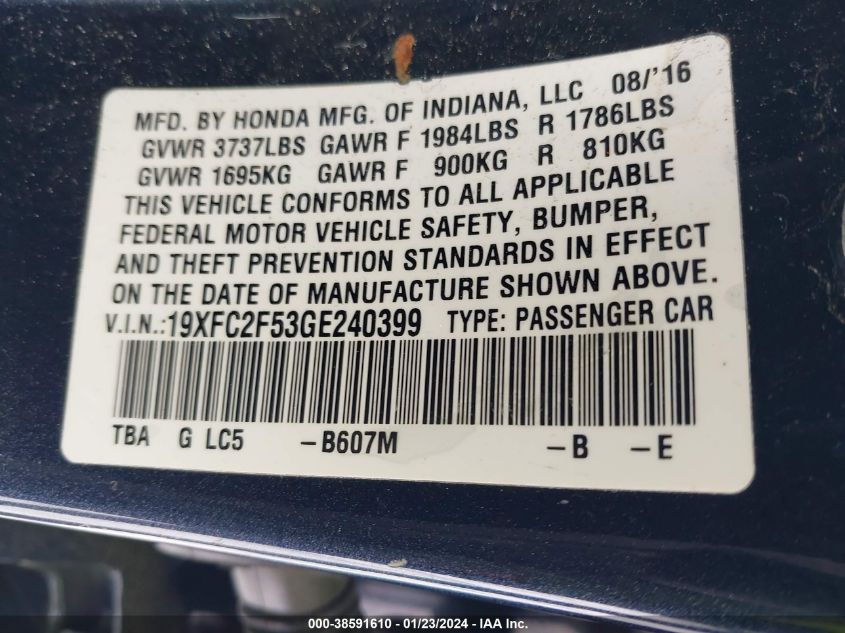 MFD. BY HONDA MFG. OF INDIANA, LLC 08/'16
GVWR 3737LBS GAWR F 1984LBS R 1786LBS
GVWR 1695KG GAWR F 900KG R 810KG
THIS VEHICLE CONFORMS TO ALL APPLICABLE
FEDERAL MOTOR VEHICLE SAFETY, BUMPER,
AND THEFT PREVENTION STANDARDS IN EFFECT
ON THE DATE OF MANUFACTURE SHOWN ABOVE.
V.I.N.:19XFC2F53GE240399 TYPE: PASSENGER CAR
TBA G LC5 -B607M -B -E
000-38591610 - 01/23/2024 - IAA Inc.